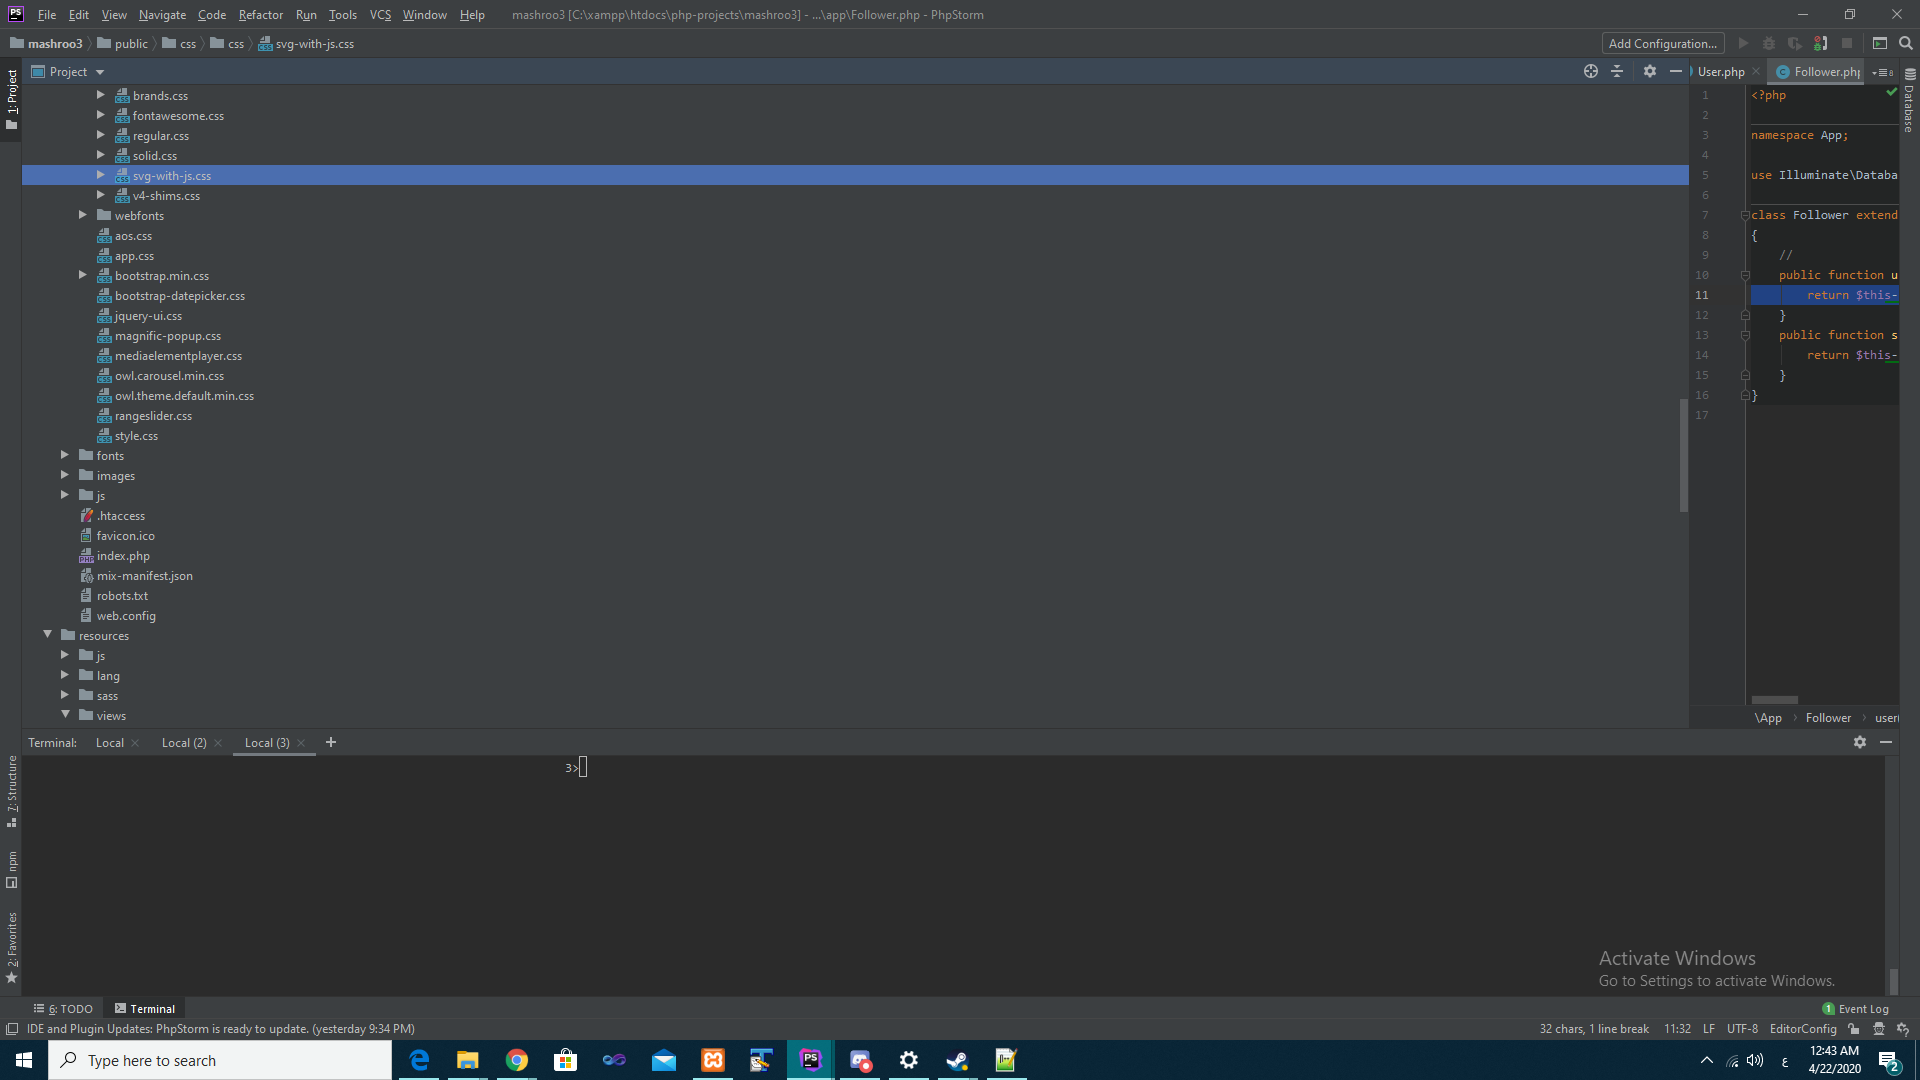 File Edit View Navigate Code Refactor Run Tools VCS Window Help mashroo3 [C:\xampp\htdocs\php-projects\mashroo3] - ...\app\Follower.php - PhpStorm
mashroo3 public css css svg-with-js.css Add Configuration...
1: Project
Project
User.php Follower.php
Database
brands.css
fontawesome.css
regular.css
solid.css
svg-with-js.css
v4-shims.css
webfonts
aos.css
app.css
bootstrap.min.css
bootstrap-datepicker.css
jquery-ui.css
magnific-popup.css
mediaelementplayer.css
owl.carousel.min.css
owl.theme.default.min.css
rangeslider.css
style.css
fonts
images
js
.htaccess
favicon.ico
index.php
mix-manifest.json
robots.txt
web.config
resources
js
lang
sass
views
1 <?php
2
3 namespace App;
4
5 use Illuminate\Databa
6
7 class Follower extend
8 {
9 //
10 public function u
11 return $this-
12 }
13 public function s
14 return $this-
15 }
16 }
17
\App Follower user(
Terminal: Local Local (2) Local (3) +
3>
7: Structure
npm
2: Favorites
Activate Windows
Go to Settings to activate Windows.
6: TODO Terminal 1 Event Log
IDE and Plugin Updates: PhpStorm is ready to update. (yesterday 9:34 PM) 32 chars, 1 line break 11:32 LF UTF-8 EditorConfig
Type here to search
ع 12:43 AM
4/22/2020
2